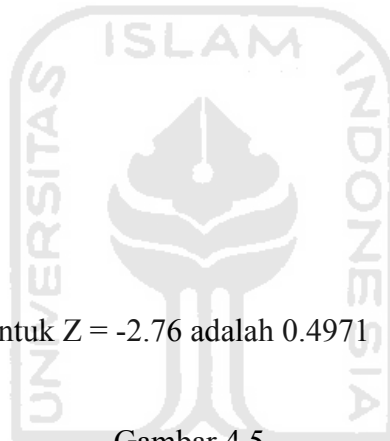 ISLAM
UNIVERSITAS
INDONESIA
ntuk Z = -2.76 adalah 0.4971
Gambar 4.5